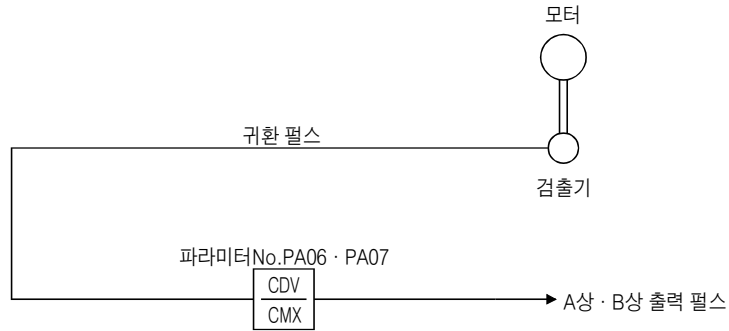 모터
귀환 펄스
검출기
파라미터No.PA06 · PA07
CDV
CMX
A상 · B상 출력 펄스